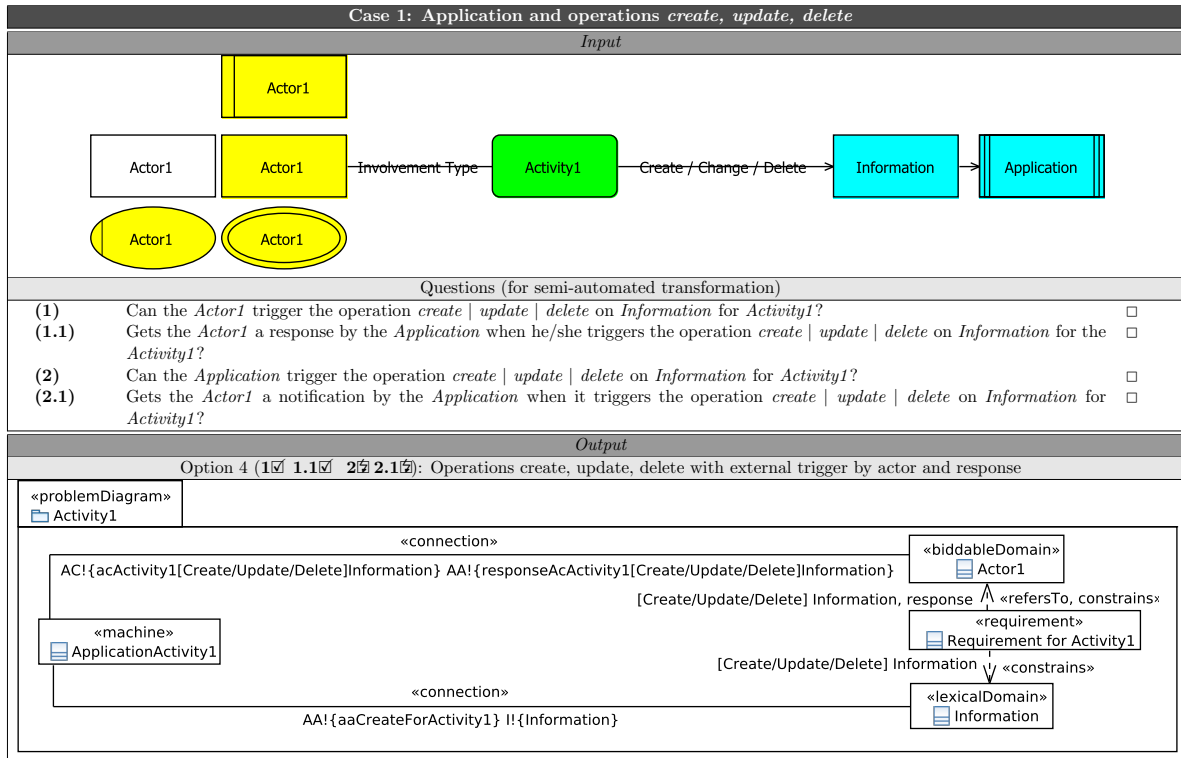 Case 1: Application and operations create, update, delete
Input
Actor1
Actor1
Actor1
Involvement Type
Activity1
Create / Change / Delete
Information
Application
Actor1
Actor1
Questions (for semi-automated transformation)
(1) Can the Actor1 trigger the operation create | update | delete on Information for Activity1? □
(1.1) Gets the Actor1 a response by the Application when he/she triggers the operation create | update | delete on Information for the □
Activity1?
(2) Can the Application trigger the operation create | update | delete on Information for Activity1? □
(2.1) Gets the Actor1 a notification by the Application when it triggers the operation create | update | delete on Information for □
Activity1?
Output
Option 4 (1☑ 1.1☑ 2 2.1): Operations create, update, delete with external trigger by actor and response
«problemDiagram»
Activity1
«connection»
AC!{acActivity1[Create/Update/Delete]Information} AA!{responseAcActivity1[Create/Update/Delete]Information}
«biddableDomain»
Actor1
[Create/Update/Delete] Information, response
«refersTo, constrains»
«machine»
ApplicationActivity1
«requirement»
Requirement for Activity1
[Create/Update/Delete] Information
«constrains»
«connection»
AA!{aaCreateForActivity1} I!{Information}
«lexicalDomain»
Information